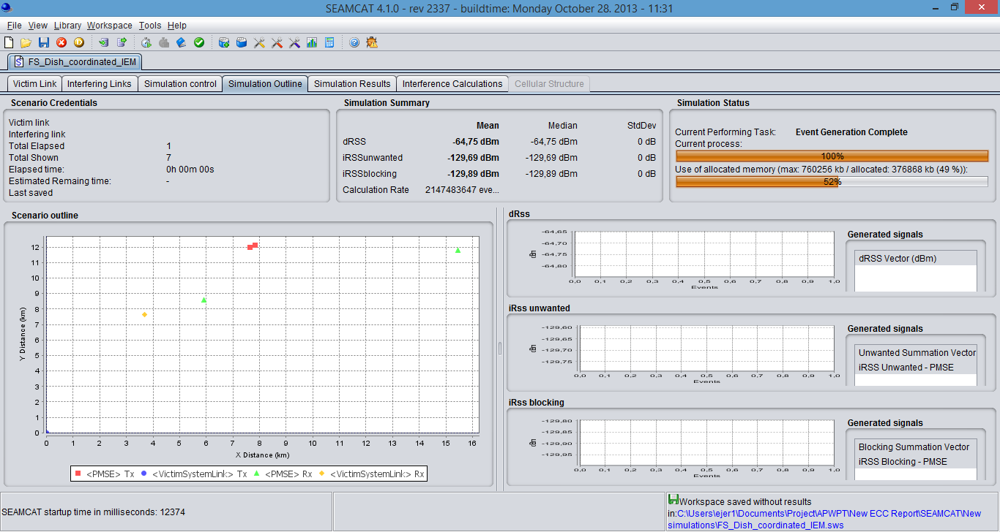 SEAMCAT 4.1.0 - rev 2337 - buildtime: Monday October 28. 2013 - 11:31
File View Library Workspace Tools Help
FS_Dish_coordinated_IEM
Victim Link Interfering Links Simulation control Simulation Outline Simulation Results Interference Calculations Cellular Structure
Scenario Credentials
Victim link
Interfering link
Total Elapsed 1
Total Shown 7
Elapsed time: 0h 00m 00s
Estimated Remaing time: -
Last saved
Simulation Summary
Mean Median StdDev
dRSS -64,75 dBm -64,75 dBm 0 dB
iRSSunwanted -129,69 dBm -129,69 dBm 0 dB
iRSSblocking -129,89 dBm -129,89 dBm 0 dB
Calculation Rate 2147483647 eve...
Simulation Status
Current Performing Task: Event Generation Complete
Current process:
100%
Use of allocated memory (max: 760256 kb / allocated: 376868 kb (49 %)):
52%
Scenario outline
Y Distance (km)
12
11
10
9
8
7
6
5
4
3
2
1
0
0 1 2 3 4 5 6 7 8 9 10 11 12 13 14 15 16
X Distance (km)
<PMSE> Tx <VictimSystemLink> Tx <PMSE> Rx <VictimSystemLink> Rx
dRss
-64,65
-64,70
-64,75
-64,80
0,0 0,1 0,2 0,3 0,4 0,5 0,6 0,7 0,8 0,9 1,0
Events
Generated signals
dRSS Vector (dBm)
iRss unwanted
-129,60
-129,65
-129,70
-129,75
0,0 0,1 0,2 0,3 0,4 0,5 0,6 0,7 0,8 0,9 1,0
Events
Generated signals
Unwanted Summation Vector
iRSS Unwanted - PMSE
iRss blocking
-129,80
-129,85
-129,90
-129,95
0,0 0,1 0,2 0,3 0,4 0,5 0,6 0,7 0,8 0,9 1,0
Events
Generated signals
Blocking Summation Vector
iRSS Blocking - PMSE
SEAMCAT startup time in milliseconds: 12374
Workspace saved without results
in:C:\Users\ejer1\Documents\Project\APWPT\New ECC Report\SEAMCAT\New
simulations\FS_Dish_coordinated_IEM.sws